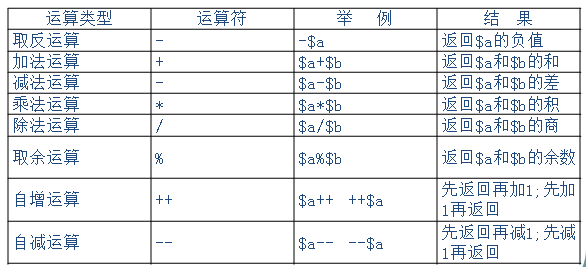 运算类型 运算符 举 例 结 果
取反运算 - -$a 返回$a的负值
加法运算 + $a+$b 返回$a和$b的和
减法运算 - $a-$b 返回$a和$b的差
乘法运算 * $a*$b 返回$a和$b的积
除法运算 / $a/$b 返回$a和$b的商
取余运算 % $a%$b 返回$a和$b的余数
自增运算 ++ $a++ ++$a 先返回再加1;先加
1再返回
自减运算 -- $a-- --$a 先返回再减1;先减
1再返回